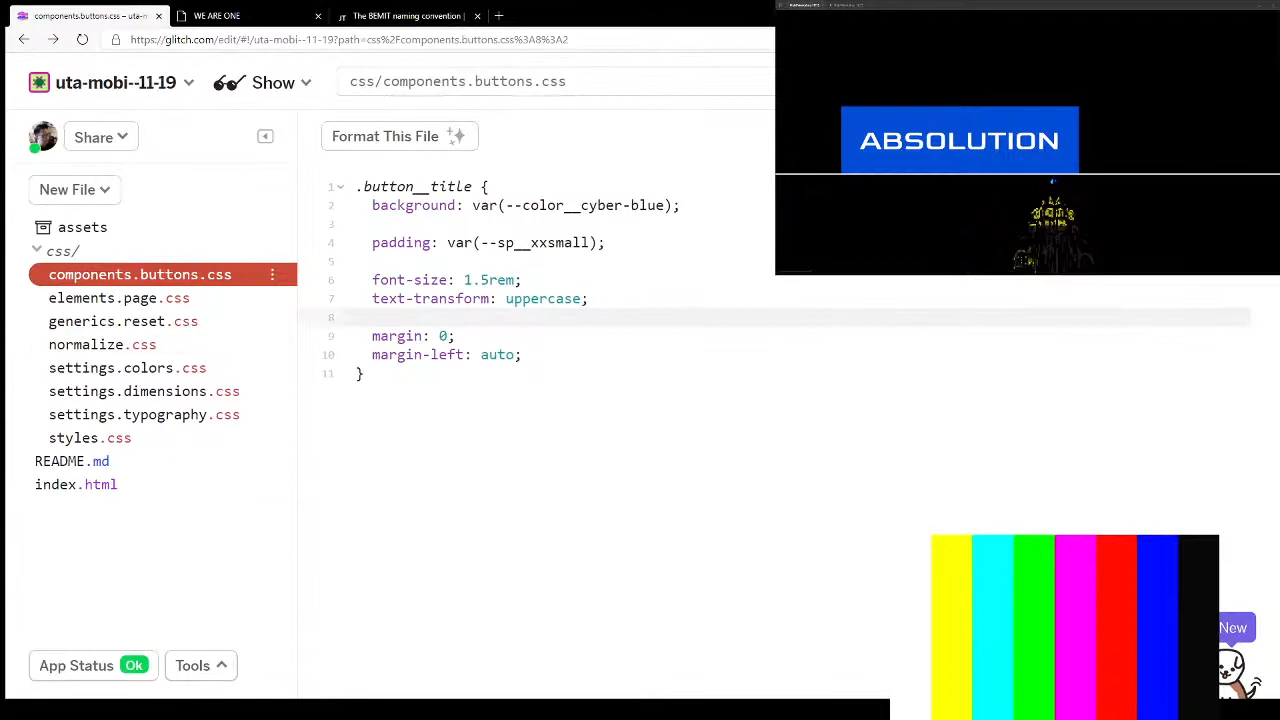 components.buttons.css – uta-m
WE ARE ONE
JT The BEMIT naming convention |
https://glitch.com/edit/#!/uta-mobi--11-19?path=css%2Fcomponents.buttons.css%3A8%3A2
uta-mobi--11-19
Show
css/components.buttons.css
Share
Format This File
New File
assets
css/
components.buttons.css
elements.page.css
generics.reset.css
normalize.css
settings.colors.css
settings.dimensions.css
settings.typography.css
styles.css
README.md
index.html
App Status Ok
Tools
1 .button__title {
2 background: var(--color__cyber-blue);
3
4 padding: var(--sp__xxsmall);
5
6 font-size: 1.5rem;
7 text-transform: uppercase;
8
9 margin: 0;
10 margin-left: auto;
11 }
ABSOLUTION
New